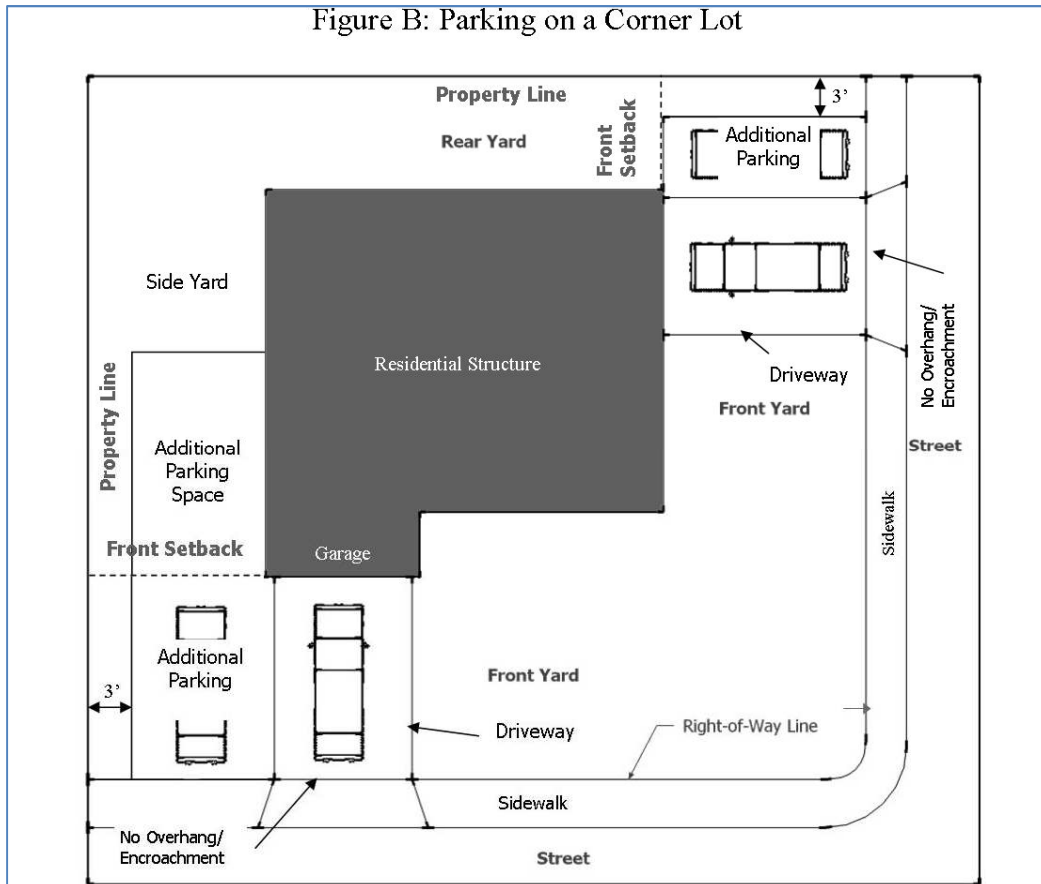 Figure B: Parking on a Corner Lot
Property Line
3’
Rear Yard
Front
Setback
Additional
Parking
Side Yard
No Overhang/
Encroachment
Residential Structure
Driveway
Property Line
Front Yard
Street
Additional
Parking
Space
Sidewalk
Front Setback
Garage
Additional
Parking
Front Yard
3’
Right-of-Way Line
Driveway
Sidewalk
No Overhang/
Encroachment
Street